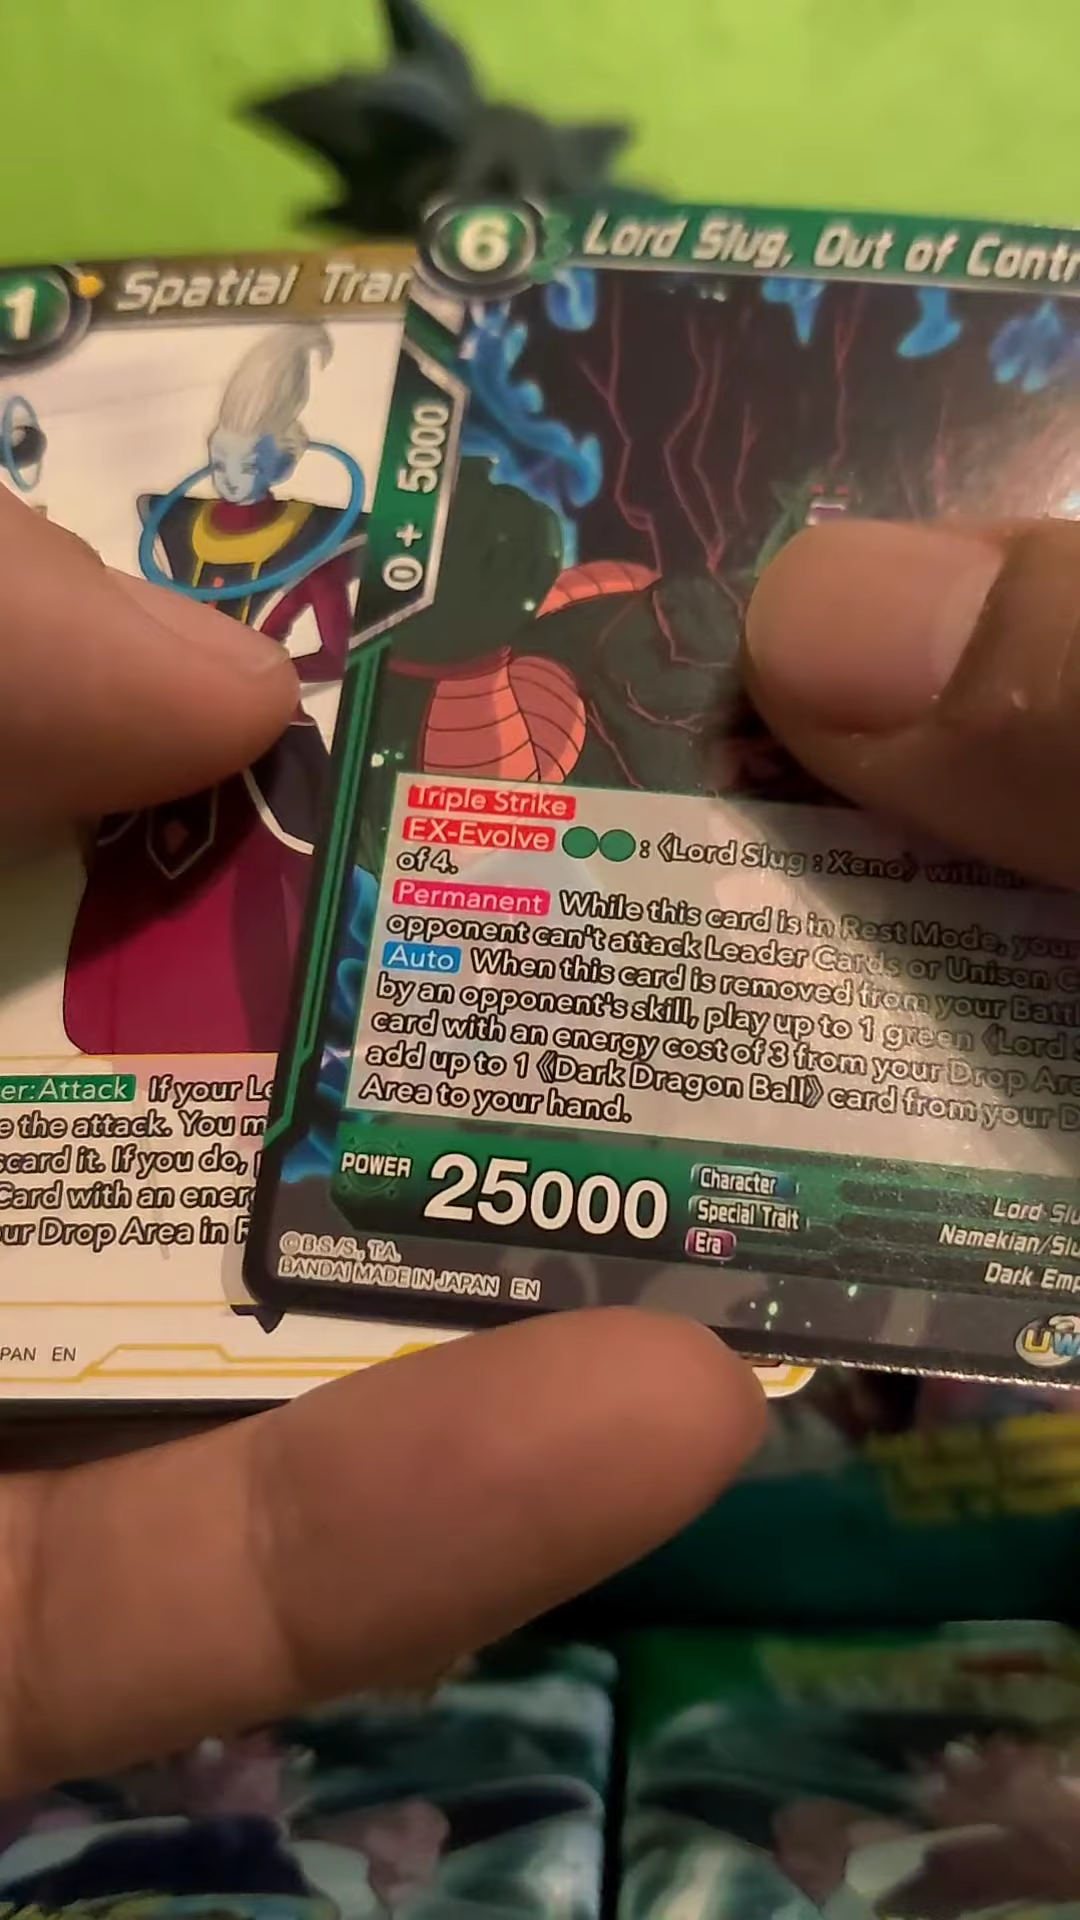 1
Spatial Tran
er:Attack If your Le
e the attack. You m
scard it. If you do,
Card with an ener
ur Drop Area in R
PAN EN
6
Lord Slug, Out of Contr
0 + 5000
Triple Strike
EX-Evolve : 《Lord Slug : Xeno》 with an
of 4.
Permanent While this card is in Rest Mode, your
opponent can't attack Leader Cards or Unison C
Auto When this card is removed from your Battl
by an opponent's skill, play up to 1 green 《Lord S
card with an energy cost of 3 from your Drop Are
add up to 1 《Dark Dragon Ball》 card from your D
Area to your hand.
POWER 25000
Character Lord Slu
Special Trait Namekian/Slu
Era Dark Emp
©B.S/S., T.A.
BANDAI MADE IN JAPAN EN
UW